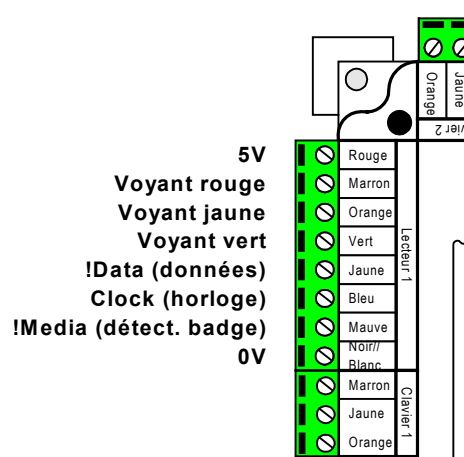 Orange
Jaune
5V
Rouge
Voyant rouge
Marron
Voyant jaune
Orange
Voyant vert
Vert
Lecteur 1
!Data (données)
Jaune
Clock (horloge)
Bleu
!Media (détect. badge)
Mauve
0V
Noir//
Blanc
Marron
Clavier 1
Jaune
Orange